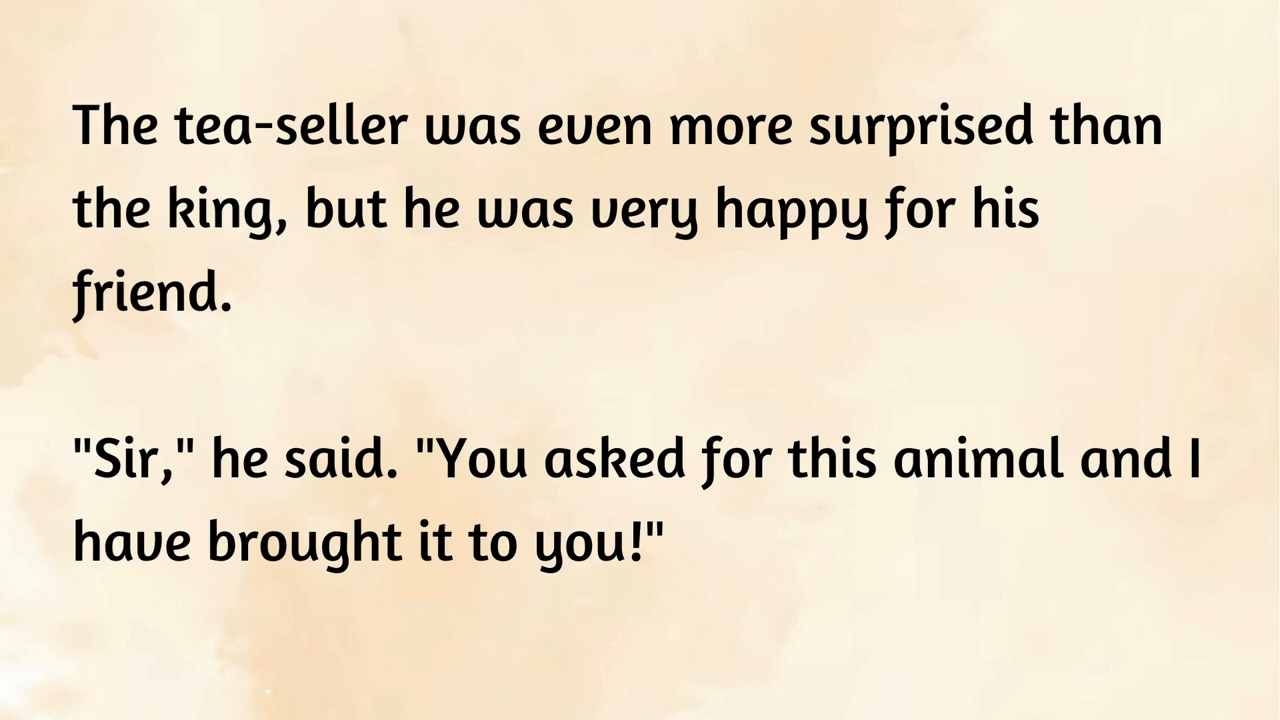 The tea-seller was even more surprised than
the king, but he was very happy for his
friend.
"Sir," he said. "You asked for this animal and I
have brought it to you!"